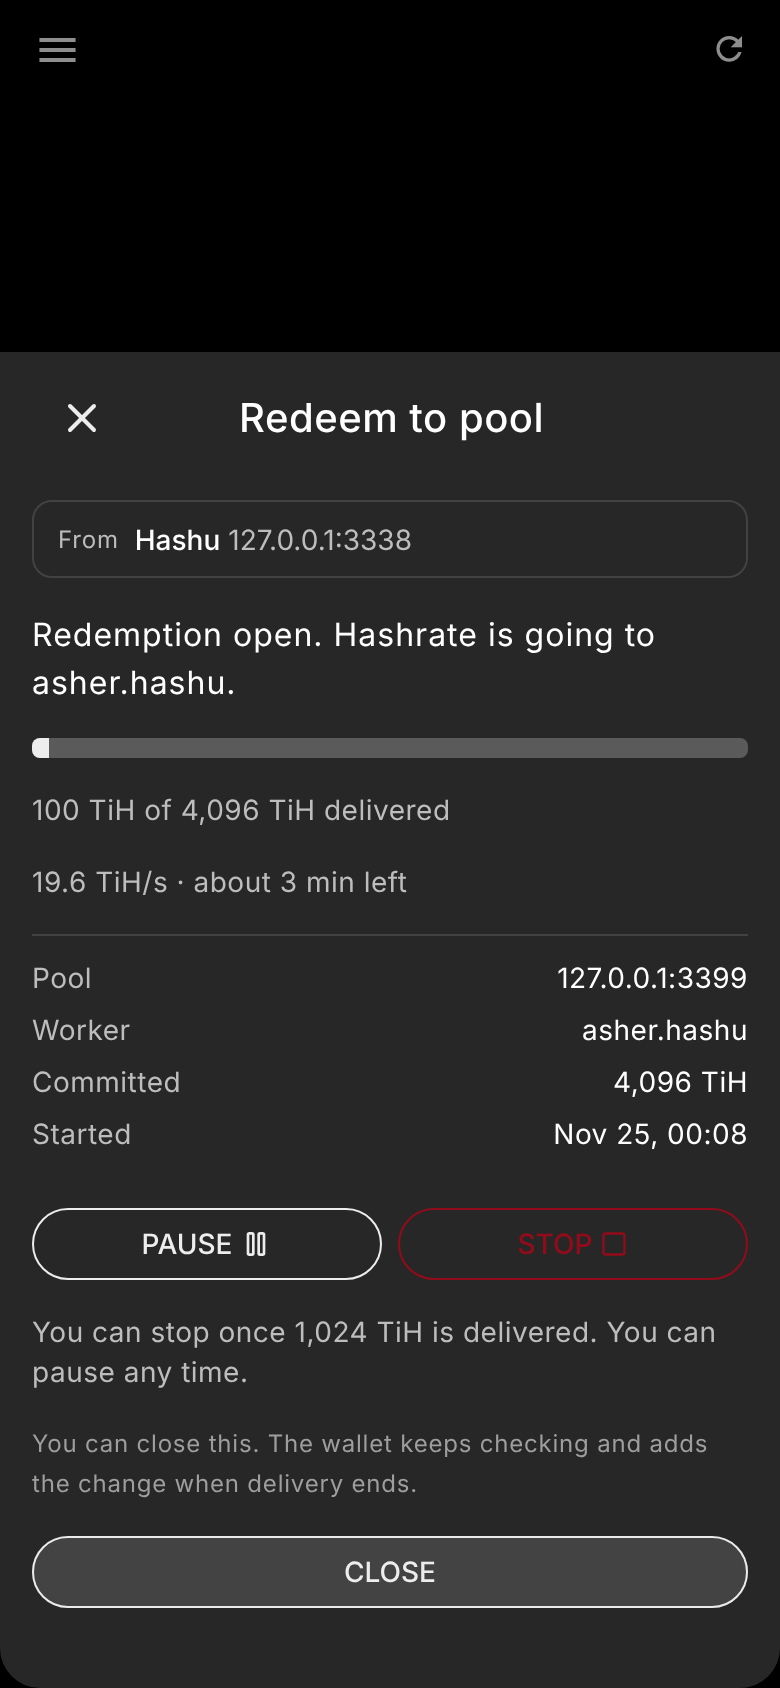 Redeem to pool
From Hashu 127.0.0.1:3338
Redemption open. Hashrate is going to
asher.hashu.
100 TiH of 4,096 TiH delivered
19.6 TiH/s · about 3 min left
Pool 127.0.0.1:3399
Worker asher.hashu
Committed 4,096 TiH
Started Nov 25, 00:08
PAUSE STOP
You can stop once 1,024 TiH is delivered. You can
pause any time.
You can close this. The wallet keeps checking and adds
the change when delivery ends.
CLOSE